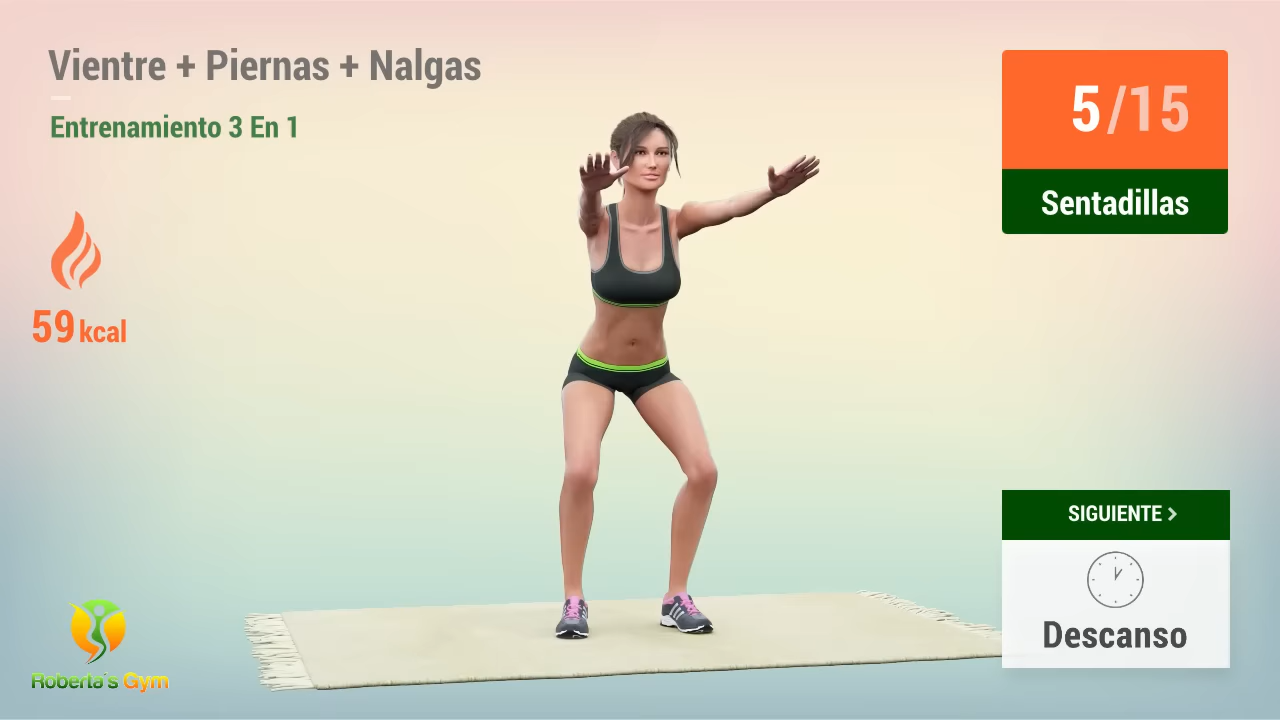 Vientre + Piernas + Nalgas
Entrenamiento 3 En 1
59 kcal
5/15
Sentadillas
SIGUIENTE >
Descanso
Roberta's Gym